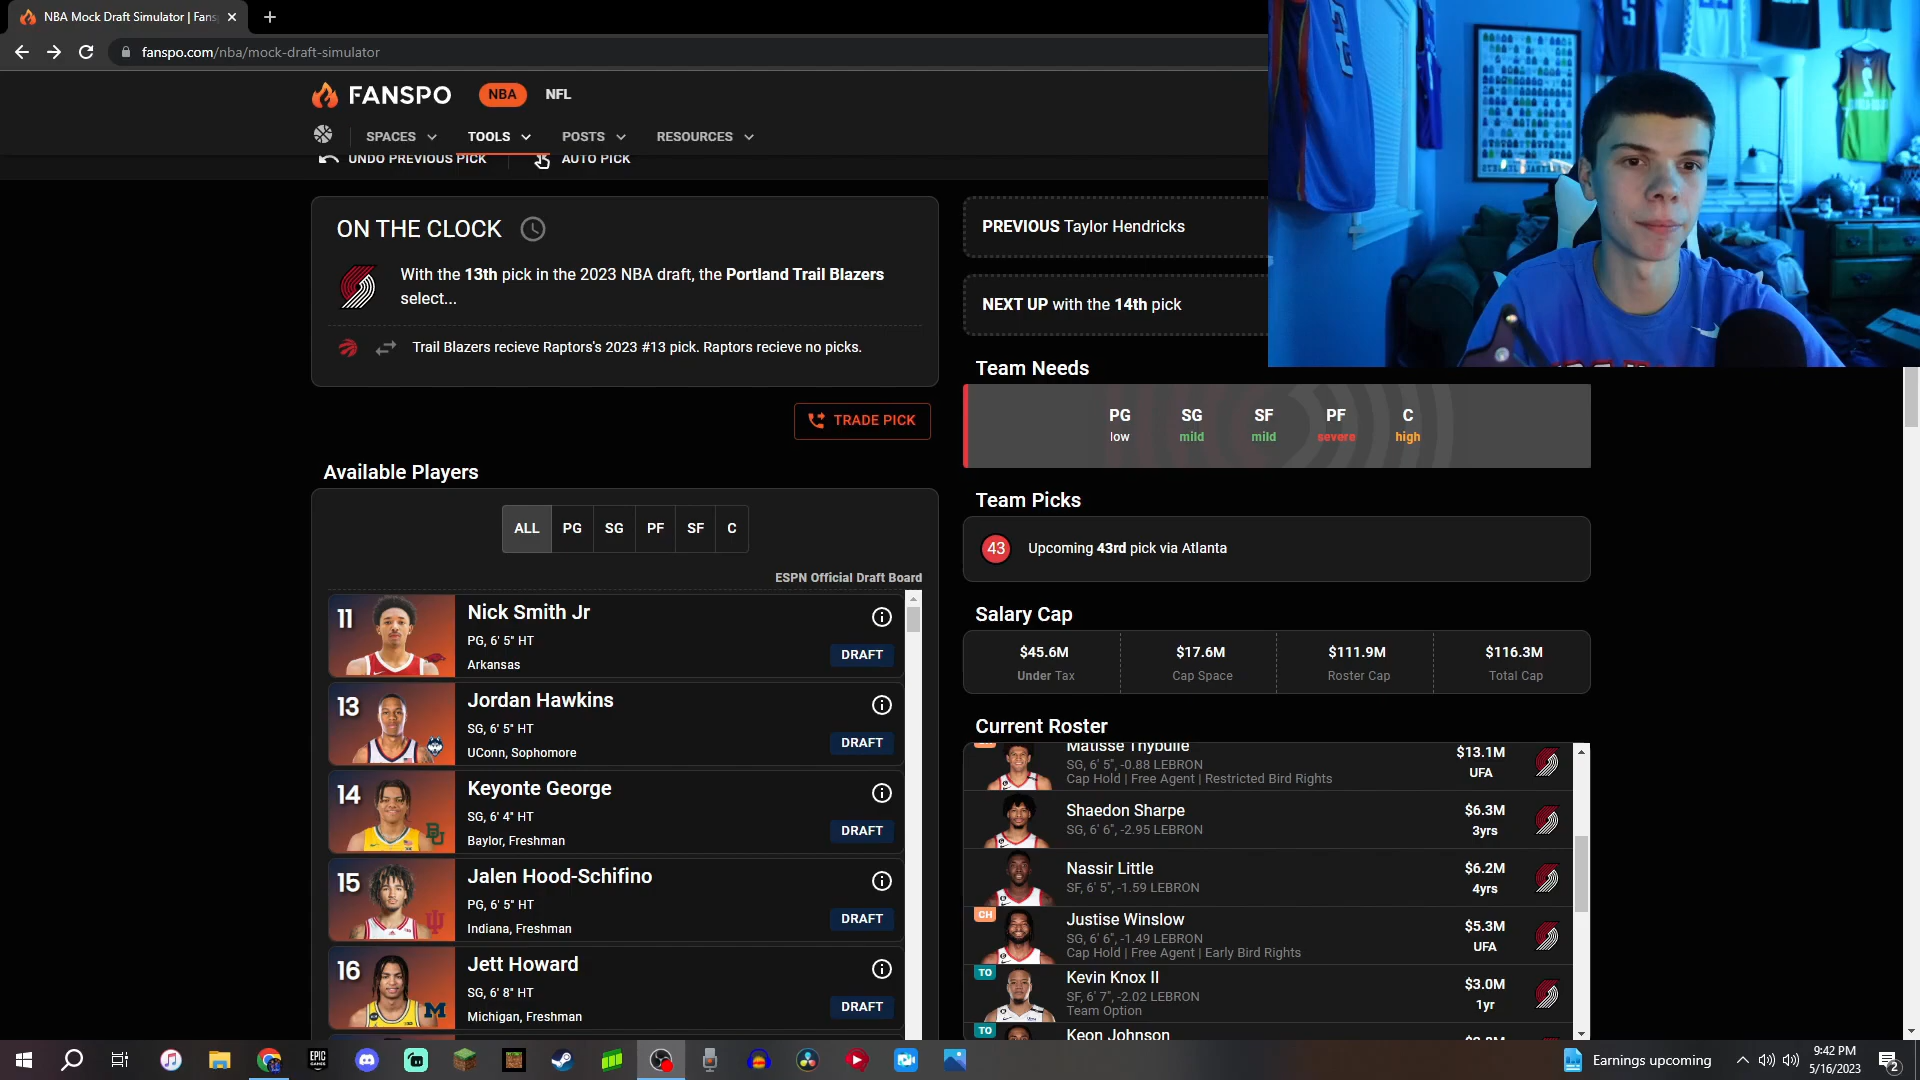 NBA Mock Draft Simulator | Fans
fanspo.com/nba/mock-draft-simulator
FANSPO
NBA
NFL
SPACES
TOOLS
POSTS
RESOURCES
UNDO PREVIOUS PICK
AUTO PICK
ON THE CLOCK
With the 13th pick in the 2023 NBA draft, the Portland Trail Blazers
select...
Trail Blazers recieve Raptors's 2023 #13 pick. Raptors recieve no picks.
TRADE PICK
Available Players
ALL
PG
SG
PF
SF
C
ESPN Official Draft Board
11
Nick Smith Jr
PG, 6' 5" HT
Arkansas
DRAFT
13
Jordan Hawkins
SG, 6' 5" HT
UConn, Sophomore
DRAFT
14
Keyonte George
SG, 6' 4" HT
Baylor, Freshman
DRAFT
15
Jalen Hood-Schifino
PG, 6' 5" HT
Indiana, Freshman
DRAFT
16
Jett Howard
SG, 6' 8" HT
Michigan, Freshman
DRAFT
PREVIOUS Taylor Hendricks
NEXT UP with the 14th pick
Team Needs
PG SG SF PF C
low mild mild severe high
Team Picks
43 Upcoming 43rd pick via Atlanta
Salary Cap
$45.6M $17.6M $111.9M $116.3M
Under Tax Cap Space Roster Cap Total Cap
Current Roster
Matisse Thybulle
SG, 6' 5", -0.88 LEBRON
Cap Hold | Free Agent | Restricted Bird Rights
$13.1M
UFA
Shaedon Sharpe
SG, 6' 6", -2.95 LEBRON
$6.3M
3yrs
Nassir Little
SF, 6' 5", -1.59 LEBRON
$6.2M
4yrs
CH
Justise Winslow
SG, 6' 6", -1.49 LEBRON
Cap Hold | Free Agent | Early Bird Rights
$5.3M
UFA
TO
Kevin Knox II
SF, 6' 7", -2.02 LEBRON
Team Option
$3.0M
1yr
TO
Keon Johnson
EPIC
GAMES
Earnings upcoming
9:42 PM
5/16/2023
2